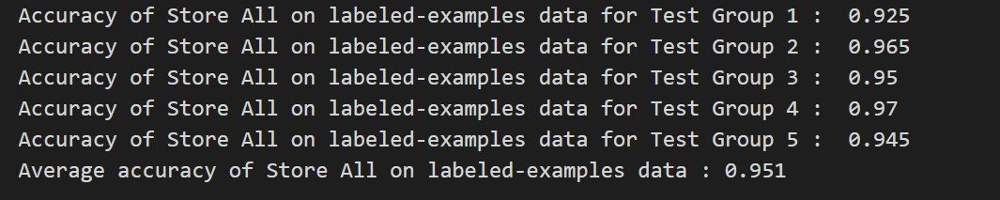 Accuracy of Store All on labeled-examples data for Test Group 1 :  0.925
Accuracy of Store All on labeled-examples data for Test Group 2 :  0.965
Accuracy of Store All on labeled-examples data for Test Group 3 :  0.95
Accuracy of Store All on labeled-examples data for Test Group 4 :  0.97
Accuracy of Store All on labeled-examples data for Test Group 5 :  0.945
Average accuracy of Store All on labeled-examples data : 0.951